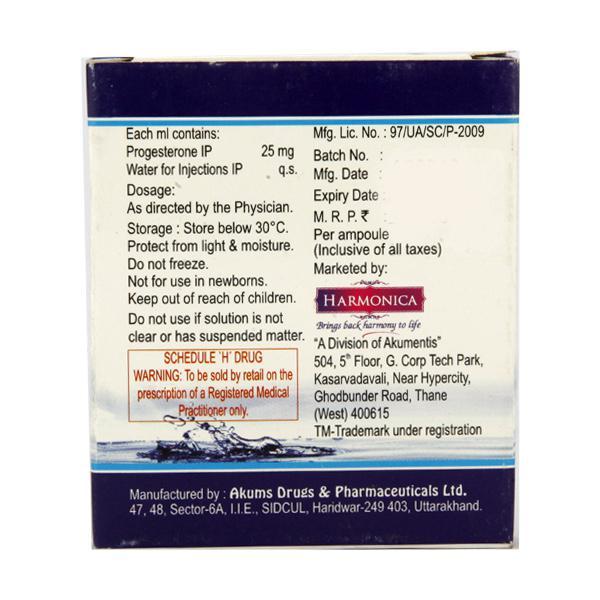 Each ml contains:
Progesterone IP 25 mg
Water for Injections IP q.s.
Dosage:
As directed by the Physician.
Storage : Store below 30°C.
Protect from light & moisture.
Do not freeze.
Not for use in newborns.
Keep out of reach of children.
Do not use if solution is not
clear or has suspended matter.
SCHEDULE `H´ DRUG
WARNING: To be sold by retail on the
prescription of a Registered Medical
Practitioner only.
Mfg. Lic. No. : 97/UA/SC/P-2009
Batch No. :
Mfg. Date :
Expiry Date :
M. R. P. ₹ :
Per ampoule
(Inclusive of all taxes)
Marketed by:
HARMONICA
Brings back harmony to life
“A Division of Akumentis”
504, 5th Floor, G. Corp Tech Park,
Kasarvadavali, Near Hypercity,
Ghodbunder Road, Thane
(West) 400615
TM-Trademark under registration
Manufactured by : Akums Drugs & Pharmaceuticals Ltd.
47, 48, Sector-6A, I.I.E., SIDCUL, Haridwar-249 403, Uttarakhand.